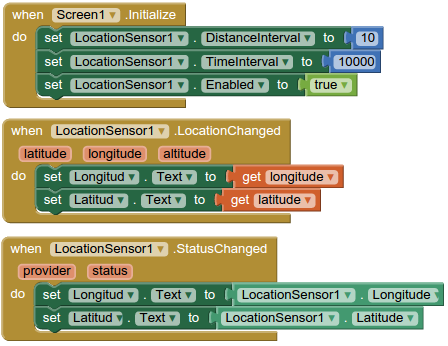 when Screen1 .Initialize
do set LocationSensor1 . DistanceInterval to 10
set LocationSensor1 . TimeInterval to 10000
set LocationSensor1 . Enabled to true
when LocationSensor1 .LocationChanged
latitude longitude altitude
do set Longitud . Text to get longitude
set Latitud . Text to get latitude
when LocationSensor1 .StatusChanged
provider status
do set Longitud . Text to LocationSensor1 . Longitude
set Latitud . Text to LocationSensor1 . Latitude